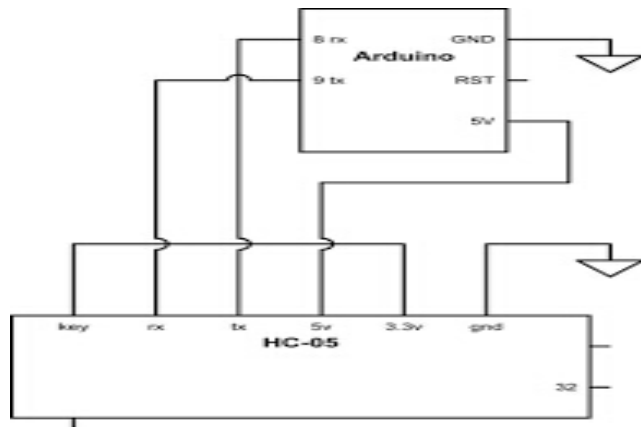 8 rx GND
Arduino
9 tx RST
5V
key rx tx 5v 3.3v gnd
HC-05
32